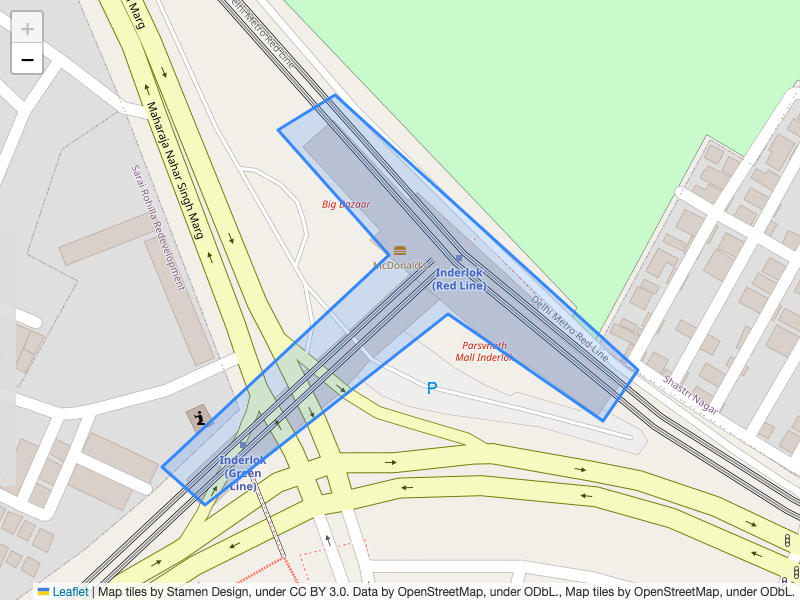 +
−
Marg
Delhi Metro Red Line
Maharaja Nahar Singh Marg
Sarai Rohilla Redevelopment
Big Bazaar
McDonald's
Inderlok
(Red Line)
Delhi Metro Red Line
Parsvnath
Mall Inderlok
Shastri Nagar
P
i
Inderlok
(Green
Line)
Leaflet | Map tiles by Stamen Design, under CC BY 3.0. Data by OpenStreetMap, under ODbL., Map tiles by OpenStreetMap, under ODbL.